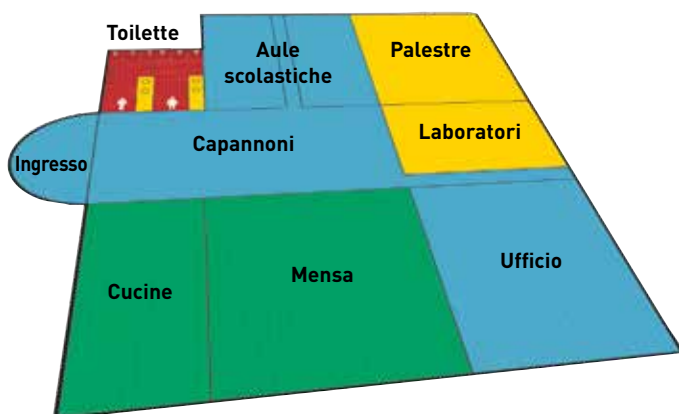 Toilette
Aule
scolastiche
Palestre
Laboratori
Capannoni
Ingresso
Ufficio
Mensa
Cucine